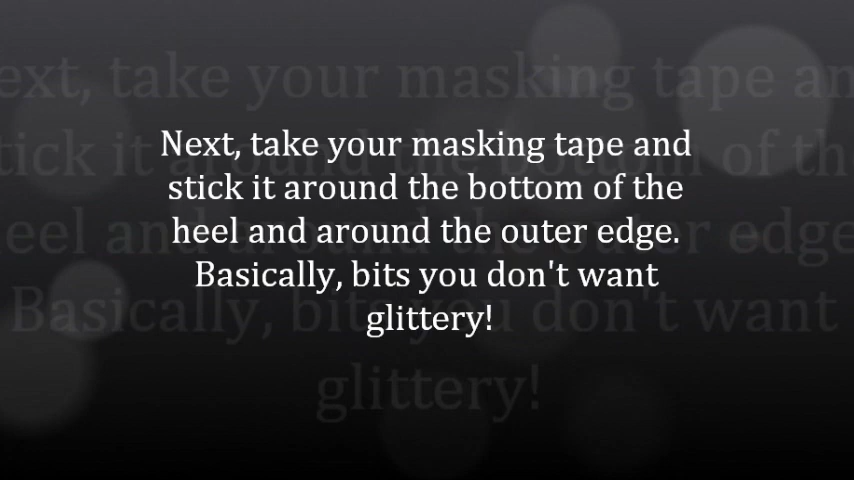 Next, take your masking tape and
stick it around the bottom of the
heel and around the outer edge.
Basically, bits you don't want
glittery!